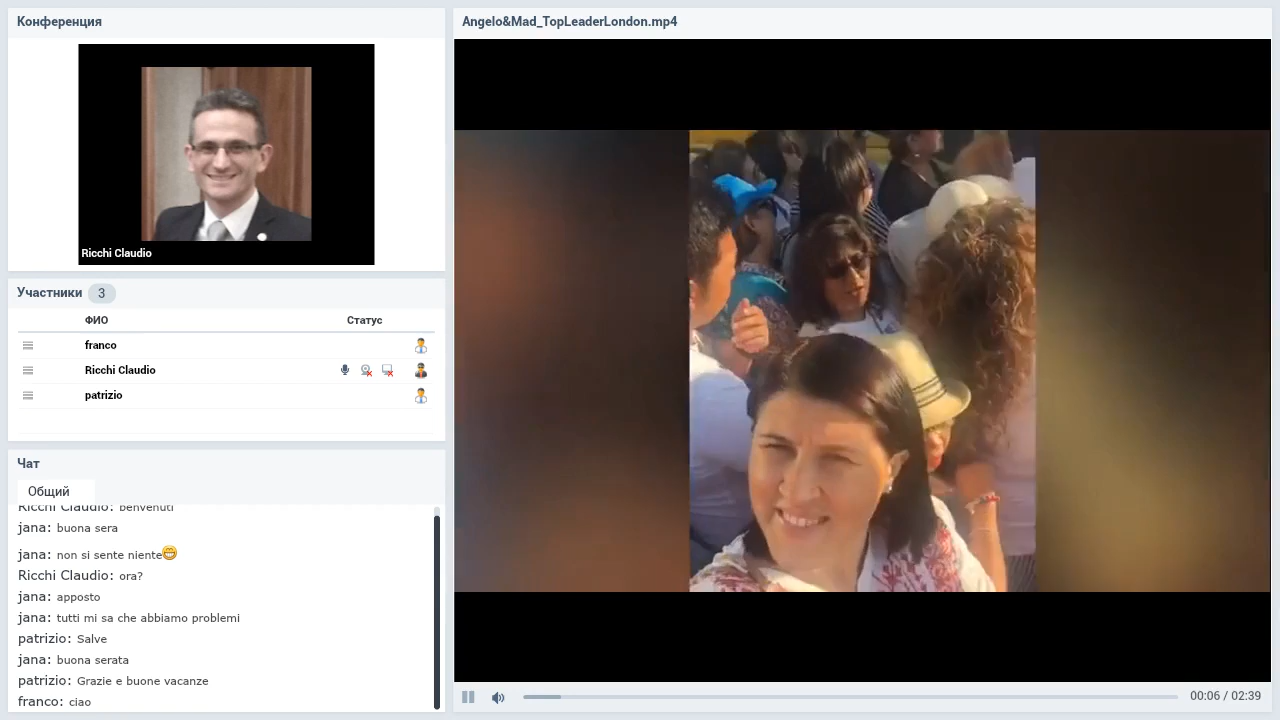 Конференция
Ricchi Claudio
Участники 3
ФИО Статус
franco
Ricchi Claudio
patrizio
Чат
Общий
Ricchi Claudio: benvenuti
jana: buona sera
jana: non si sente niente
Ricchi Claudio: ora?
jana: apposto
jana: tutti mi sa che abbiamo problemi
patrizio: Salve
jana: buona serata
patrizio: Grazie e buone vacanze
franco: ciao
Angelo&Mad_TopLeaderLondon.mp4
00:06 / 02:39